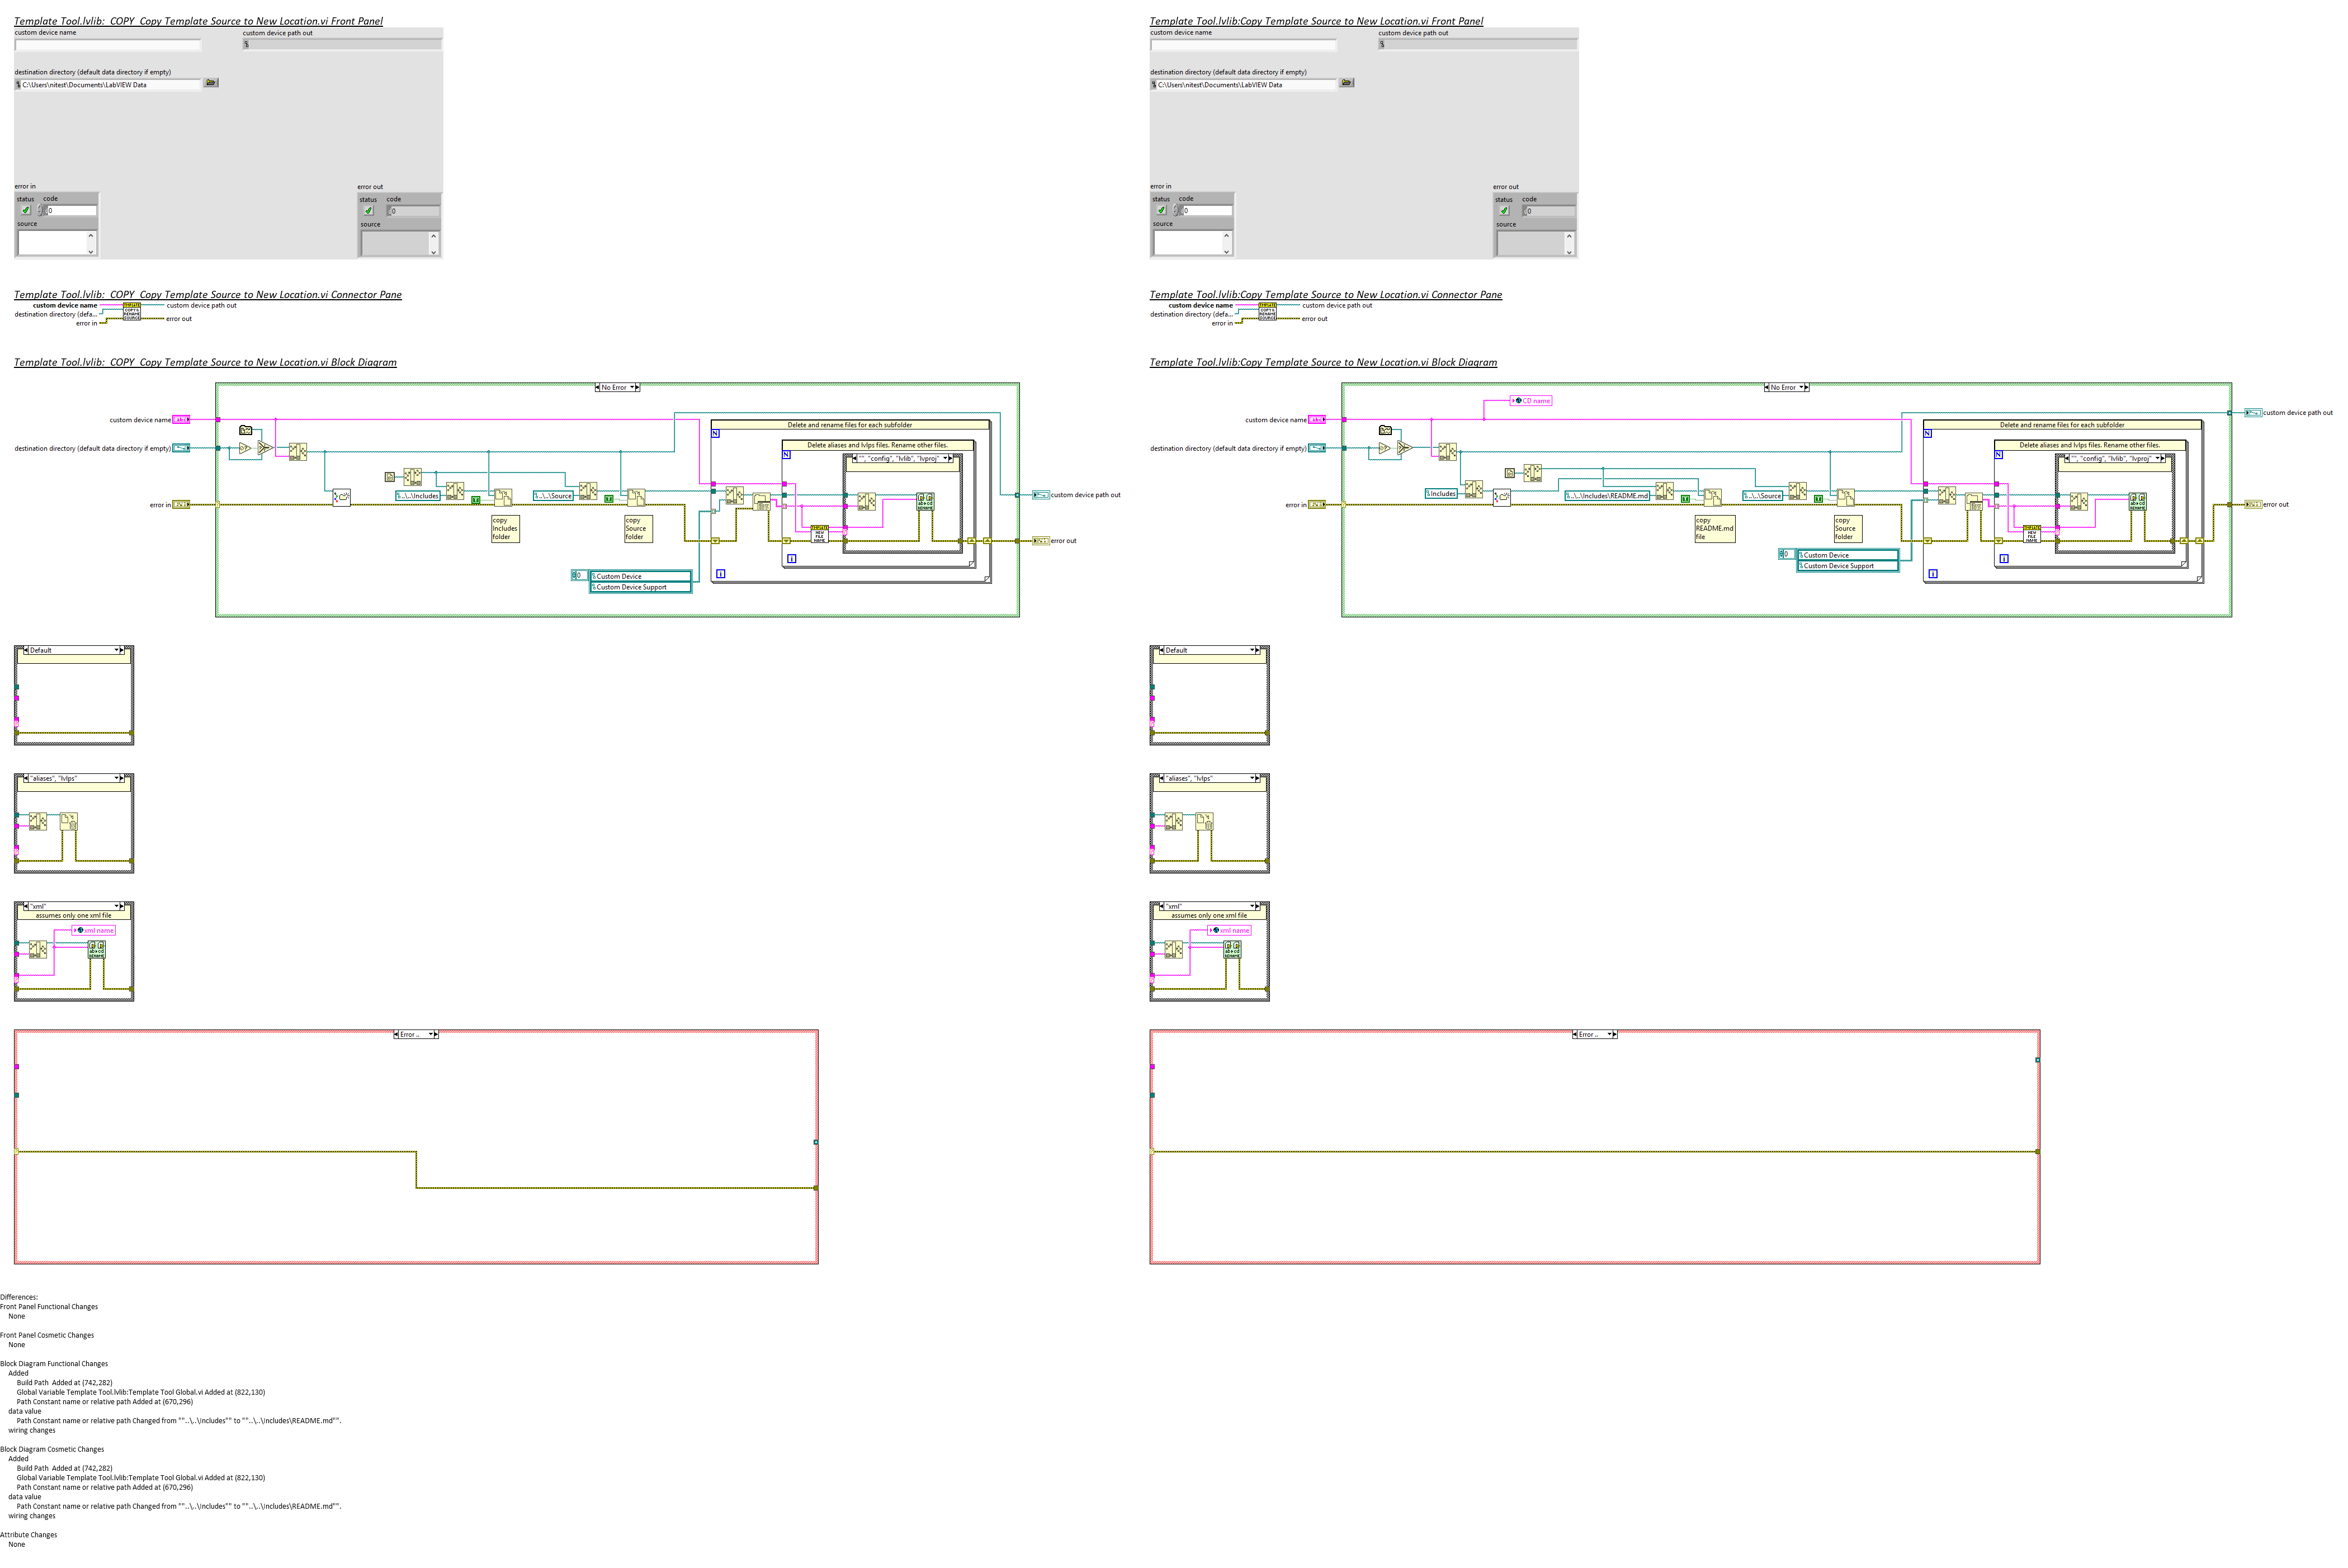 Template Tool.lvlib:  COPY  Copy Template Source to New Location.vi Front Panel
custom device name
custom device path out
destination directory (default data directory if empty)
C:\Users\nitest\Documents\LabVIEW Data
error in
status
code
0
source
error out
status
code
0
source
Template Tool.lvlib:  COPY  Copy Template Source to New Location.vi Connector Pane
custom device name
custom device path out
destination directory (defa...
error in
error out
Template Tool.lvlib:  COPY  Copy Template Source to New Location.vi Block Diagram
No Error
custom device name
destination directory (default data directory if empty)
error in
..\..\Includes
copy
Includes
folder
..\..\Source
copy
Source
folder
0
Custom Device
Custom Device Support
Delete and rename files for each subfolder
N
Delete aliases and lvlps files. Rename other files.
N
"", "config", "lvlib", "lvproj"
i
i
custom device path out
error out
Default
"aliases", "lvlps"
"xml"
assumes only one xml file
xml name
Error ..
Template Tool.lvlib:Copy Template Source to New Location.vi Front Panel
custom device name
custom device path out
destination directory (default data directory if empty)
C:\Users\nitest\Documents\LabVIEW Data
error in
status
code
0
source
error out
status
code
0
source
Template Tool.lvlib:Copy Template Source to New Location.vi Connector Pane
custom device name
custom device path out
destination directory (defa...
error in
error out
Template Tool.lvlib:Copy Template Source to New Location.vi Block Diagram
No Error
custom device name
CD name
destination directory (default data directory if empty)
error in
Includes
..\..\Includes\README.md
copy
README.md
file
..\..\Source
copy
Source
folder
0
Custom Device
Custom Device Support
Delete and rename files for each subfolder
N
Delete aliases and lvlps files. Rename other files.
N
"", "config", "lvlib", "lvproj"
i
i
custom device path out
error out
Default
"aliases", "lvlps"
"xml"
assumes only one xml file
xml name
Error ..
Differences:
Front Panel Functional Changes
None
Front Panel Cosmetic Changes
None
Block Diagram Functional Changes
Added
Build Path  Added at (742,282)
Global Variable Template Tool.lvlib:Template Tool Global.vi Added at (822,130)
Path Constant name or relative path Added at (670,296)
data value
Path Constant name or relative path Changed from ""..\..\Includes"" to ""..\..\Includes\README.md"".
wiring changes
Block Diagram Cosmetic Changes
Added
Build Path  Added at (742,282)
Global Variable Template Tool.lvlib:Template Tool Global.vi Added at (822,130)
Path Constant name or relative path Added at (670,296)
data value
Path Constant name or relative path Changed from ""..\..\Includes"" to ""..\..\Includes\README.md"".
wiring changes
Attribute Changes
None